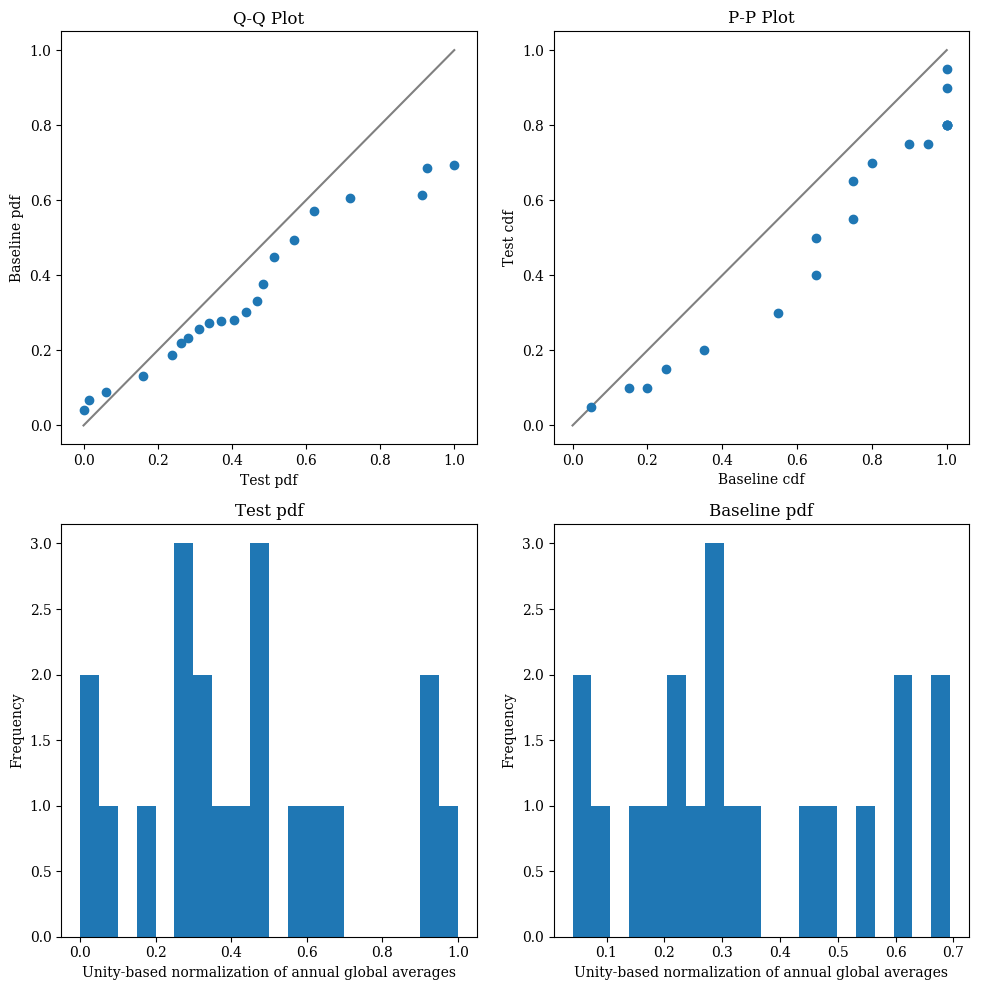 Q-Q Plot
1.0
0.8
0.6
0.4
0.2
0.0
Baseline pdf
0.0 0.2 0.4 0.6 0.8 1.0
Test pdf
P-P Plot
1.0
0.8
0.6
0.4
0.2
0.0
Test cdf
0.0 0.2 0.4 0.6 0.8 1.0
Baseline cdf
Test pdf
3.0
2.5
2.0
1.5
1.0
0.5
0.0
Frequency
0.0 0.2 0.4 0.6 0.8 1.0
Unity-based normalization of annual global averages
Baseline pdf
3.0
2.5
2.0
1.5
1.0
0.5
0.0
Frequency
0.1 0.2 0.3 0.4 0.5 0.6 0.7
Unity-based normalization of annual global averages